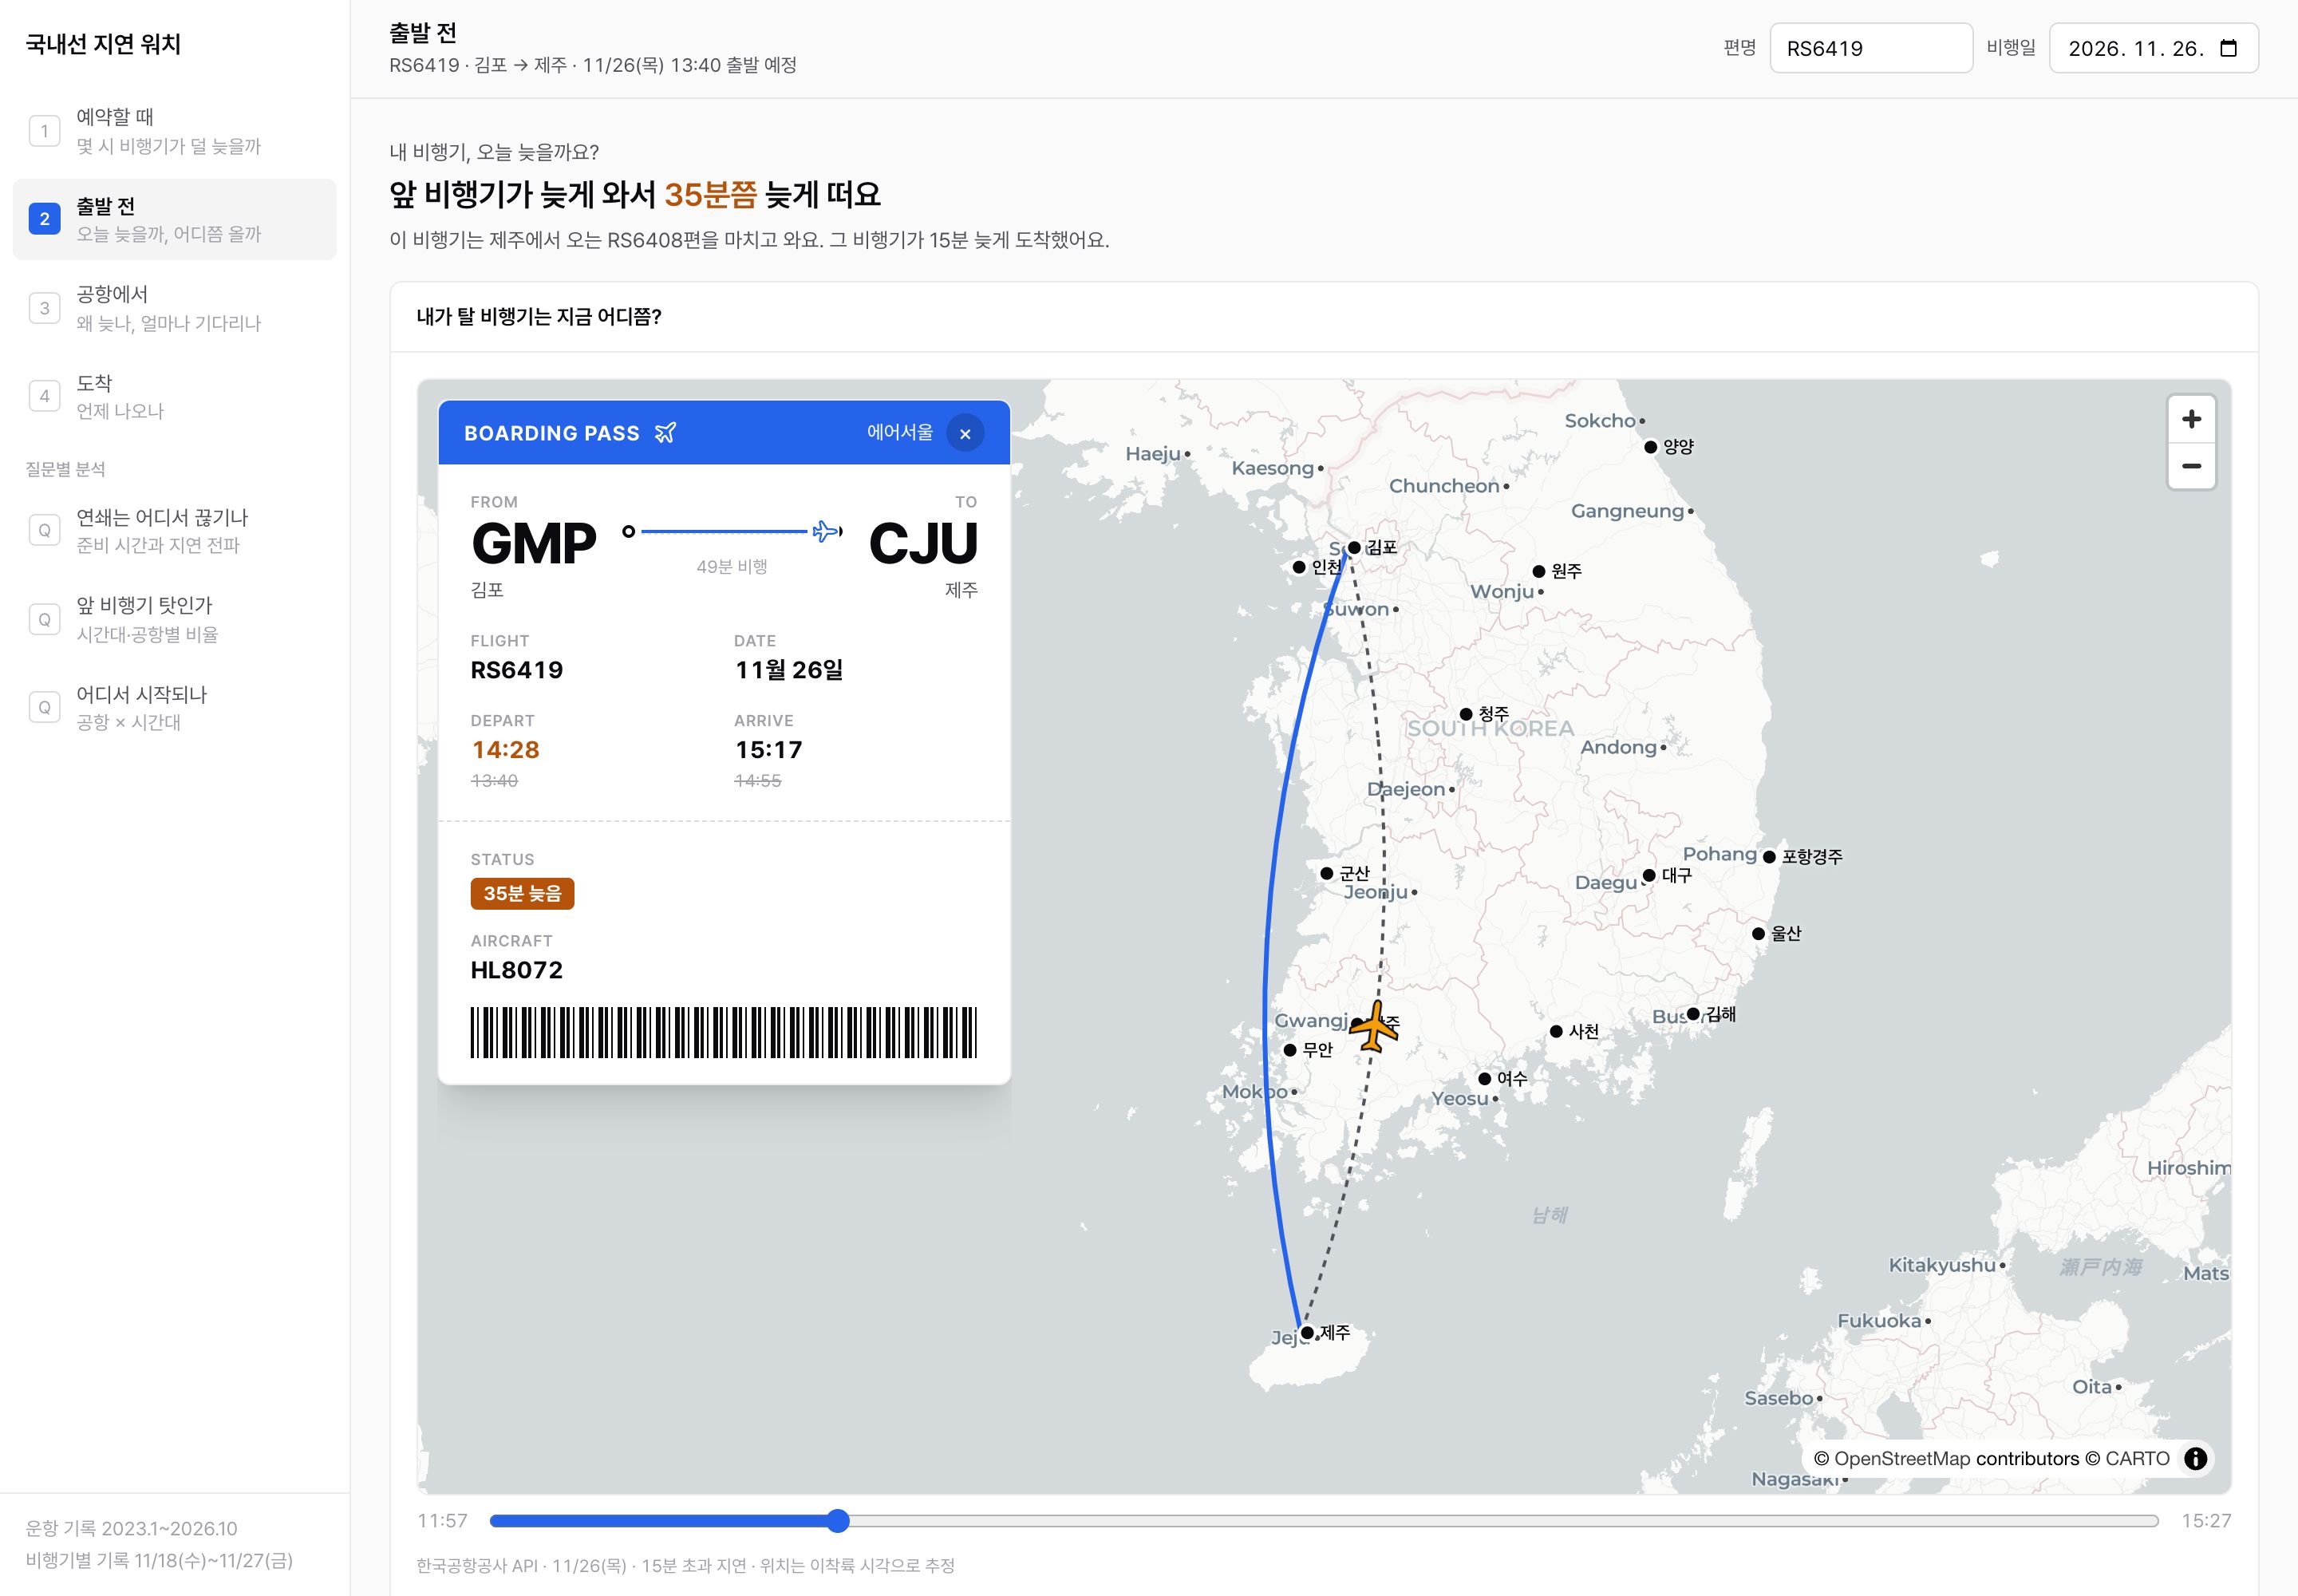 국내선 지연 워치
1
예약할 때
몇 시 비행기가 덜 늦을까
2
출발 전
오늘 늦을까, 어디쯤 올까
3
공항에서
왜 늦나, 얼마나 기다리나
4
도착
언제 나오나
질문별 분석
Q
연쇄는 어디서 끊기나
준비 시간과 지연 전파
Q
앞 비행기 탓인가
시간대·공항별 비율
Q
어디서 시작되나
공항 × 시간대
운항 기록 2023.1~2026.10
비행기별 기록 11/18(수)~11/27(금)
출발 전
RS6419 · 김포 → 제주 · 11/26(목) 13:40 출발 예정
편명
RS6419
비행일
2026. 11. 26.
내 비행기, 오늘 늦을까요?
앞 비행기가 늦게 와서 35분쯤 늦게 떠요
이 비행기는 제주에서 오는 RS6408편을 마치고 와요. 그 비행기가 15분 늦게 도착했어요.
내가 탈 비행기는 지금 어디쯤?
BOARDING PASS
에어서울
×
FROM
TO
GMP
CJU
49분 비행
김포
제주
FLIGHT
DATE
RS6419
11월 26일
DEPART
ARRIVE
14:28
15:17
13:40
14:55
STATUS
35분 늦음
AIRCRAFT
HL8072
+
−
Sokcho
양양
Haeju
Kaesong
Chuncheon
Gangneung
김포
인천
원주
Wonju
Suwon
청주
SOUTH KOREA
Andong
Daejeon
Pohang
포항경주
군산
Jeonju
Daegu
대구
울산
Gwangj
김해
사천
무안
여수
Mokpo
Yeosu
Hiroshim
남해
Kitakyushu
瀬戸内海
Mats
Fukuoka
Jeju
제주
Sasebo
Oita
© OpenStreetMap contributors © CARTO
Nagasaki
11:57
15:27
한국공항공사 API · 11/26(목) · 15분 초과 지연 · 위치는 이착륙 시각으로 추정